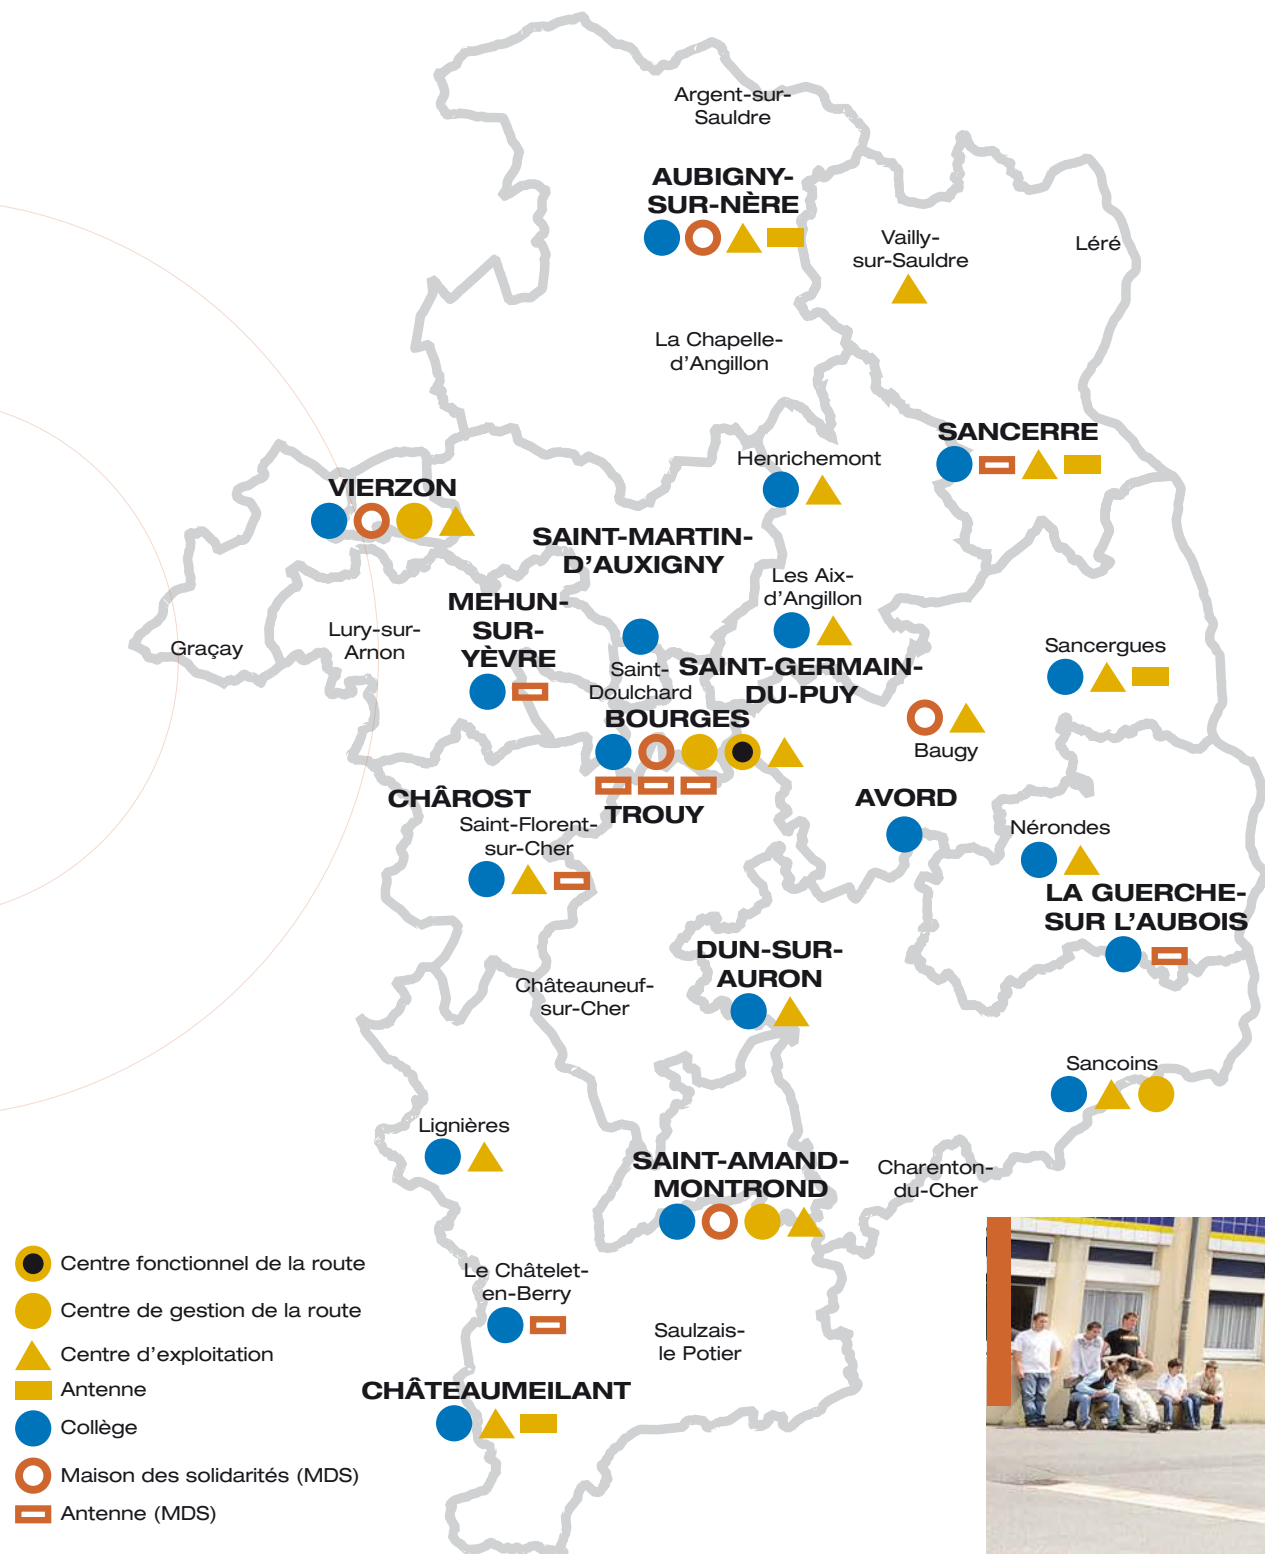 Argent-sur-
Sauldre
AUBIGNY-
SUR-NÈRE
Vailly-
sur-Sauldre
Léré
La Chapelle-
d'Angillon
SANCERRE
Henrichemont
VIERZON
SAINT-MARTIN-
D'AUXIGNY
Les Aix-
d'Angillon
MEHUN-
SUR-
YÈVRE
Lury-sur-
Arnon
Graçay
Sancergues
Saint-
Doulchard
SAINT-GERMAIN-
DU-PUY
BOURGES
Baugy
CHÂROST
TROUY
AVORD
Saint-Florent-
sur-Cher
Nérondes
LA GUERCHE-
SUR L'AUBOIS
DUN-SUR-
AURON
Châteauneuf-
sur-Cher
Sancoins
Lignières
SAINT-AMAND-
MONTROND
Charenton-
du-Cher
Le Châtelet-
en-Berry
Saulzais-
le Potier
CHÂTEAUMEILANT
Centre fonctionnel de la route
Centre de gestion de la route
Centre d'exploitation
Antenne
Collège
Maison des solidarités (MDS)
Antenne (MDS)